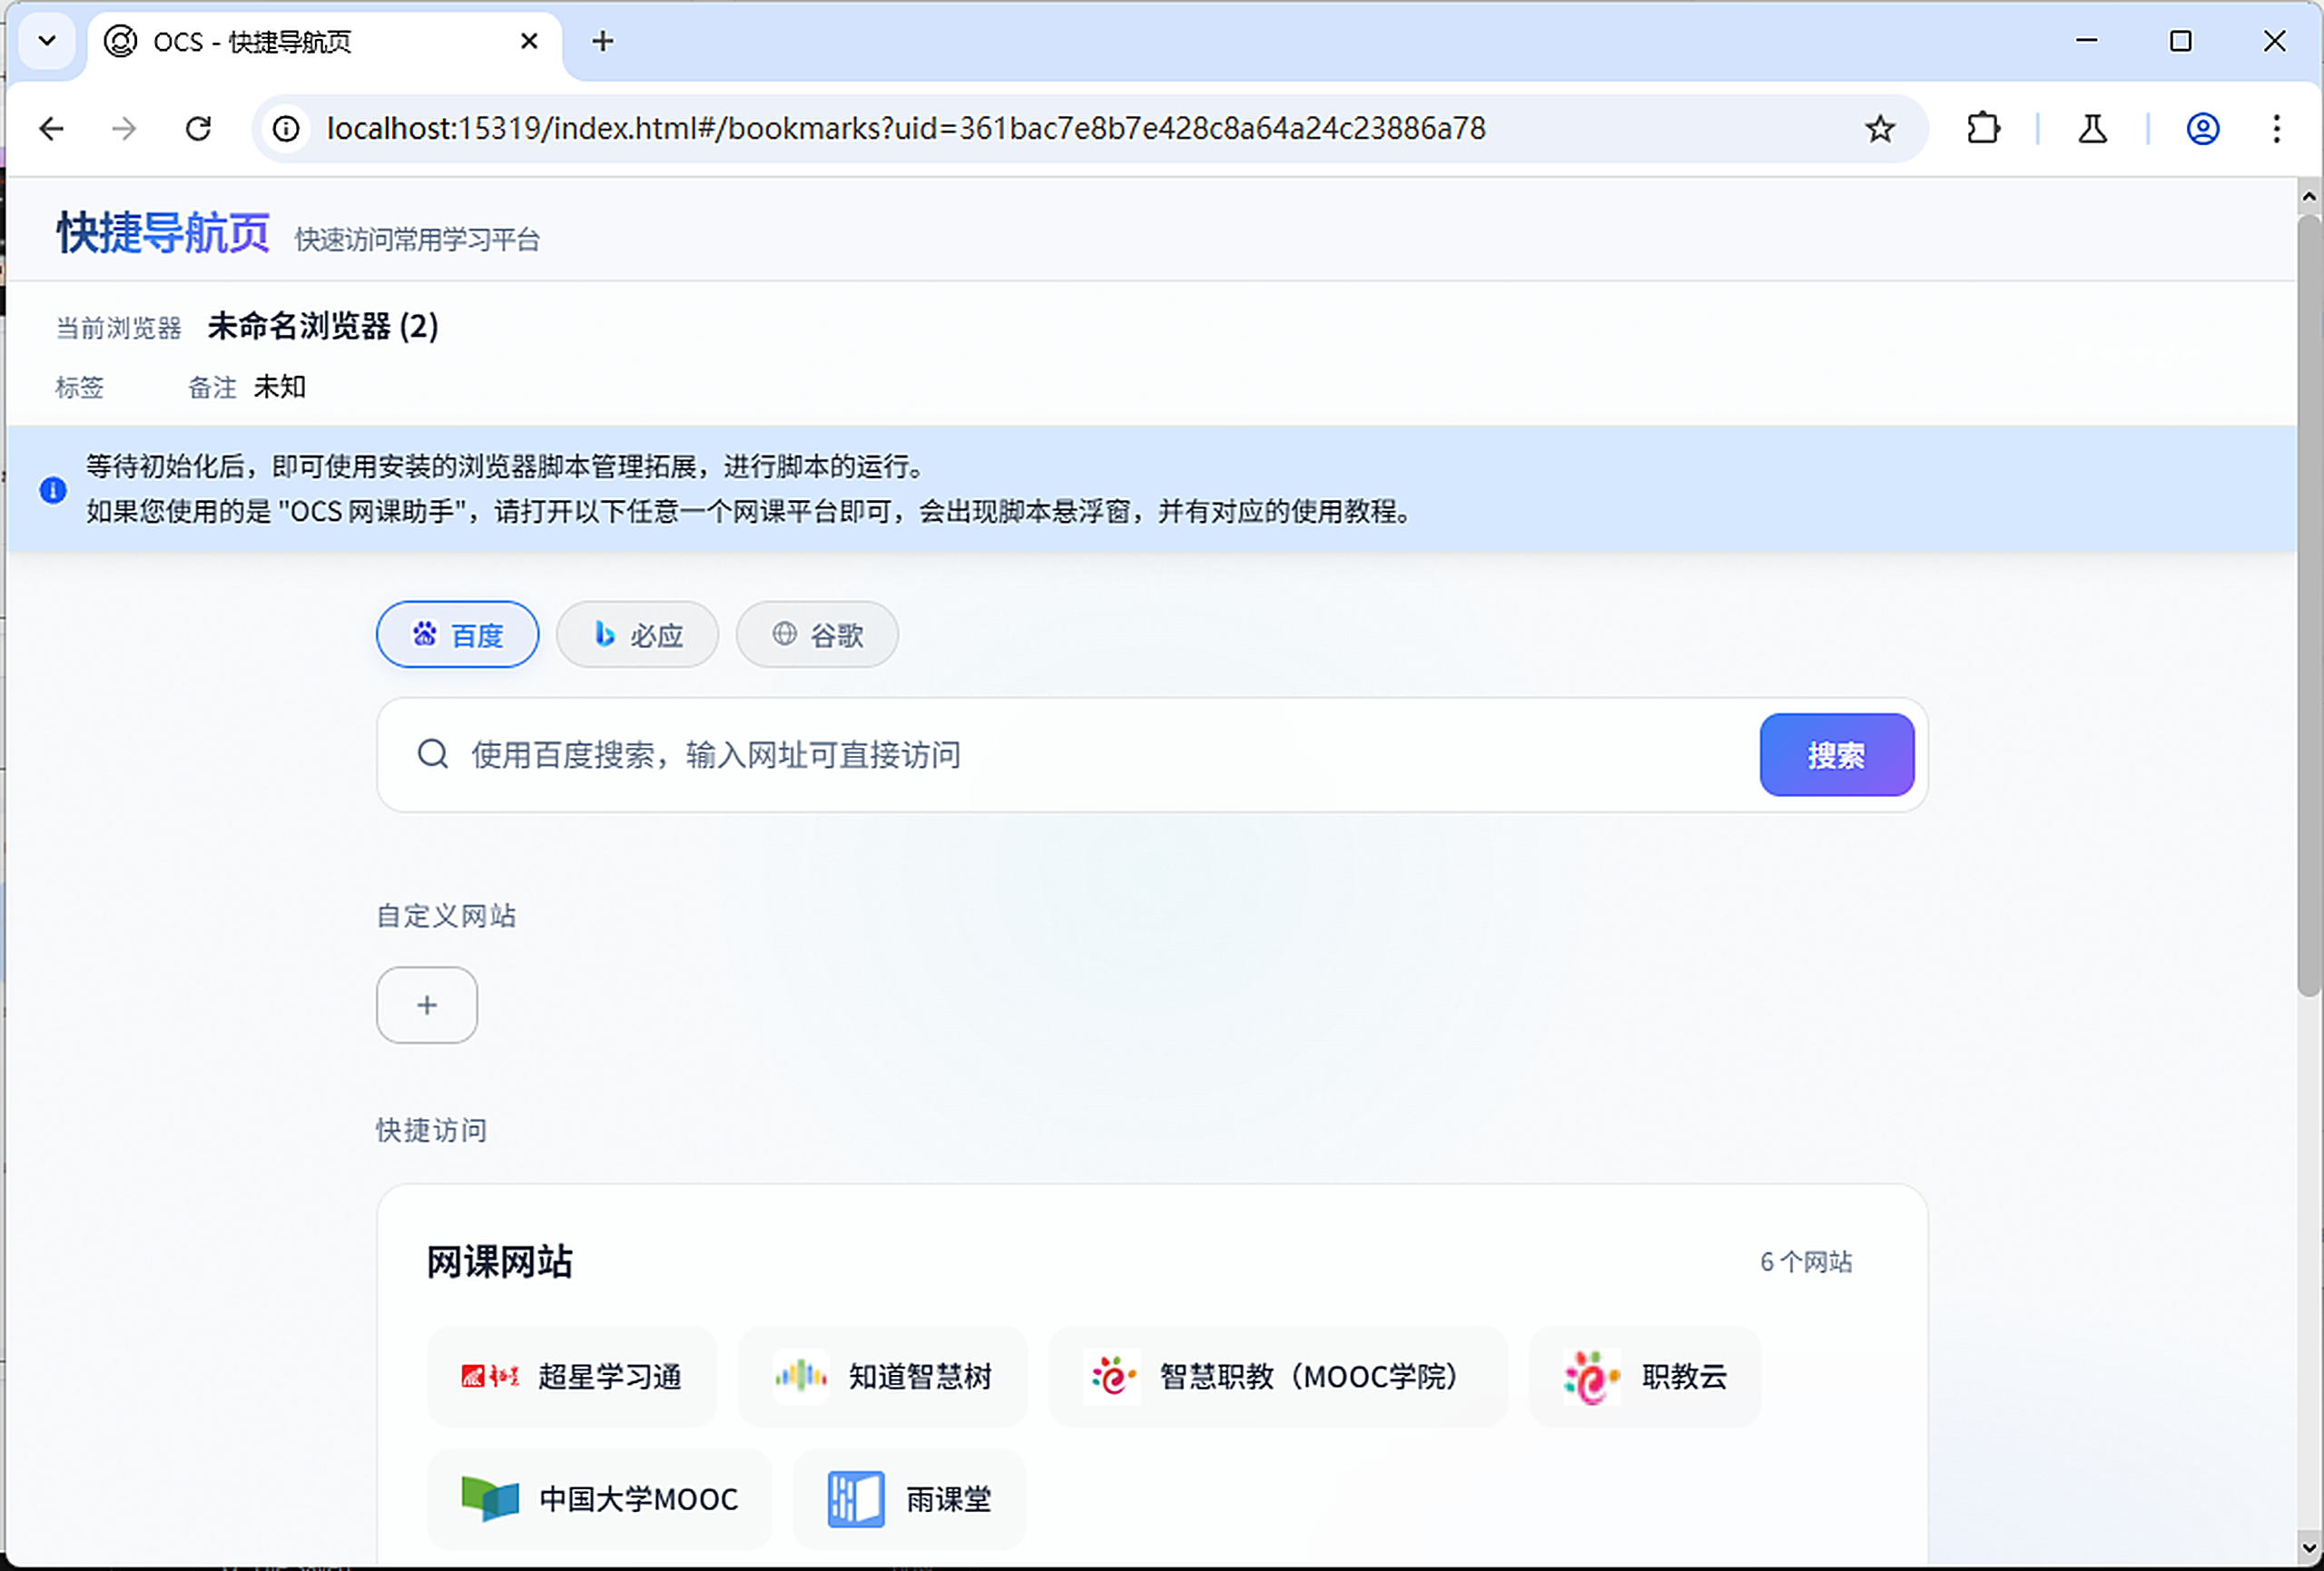 OCS - 快捷导航页
localhost:15319/index.html#/bookmarks?uid=361bac7e8b7e428c8a64a24c23886a78
快捷导航页 快速访问常用学习平台
当前浏览器 未命名浏览器 (2)
标签 备注 未知
等待初始化后，即可使用安装的浏览器脚本管理拓展，进行脚本的运行。
如果您使用的是 "OCS 网课助手"，请打开以下任意一个网课平台即可，会出现脚本悬浮窗，并有对应的使用教程。
百度 必应 谷歌
使用百度搜索，输入网址可直接访问 搜索
自定义网站
+
快捷访问
网课网站 6 个网站
超星学习通 知道智慧树 智慧职教（MOOC学院） 职教云
中国大学MOOC 雨课堂